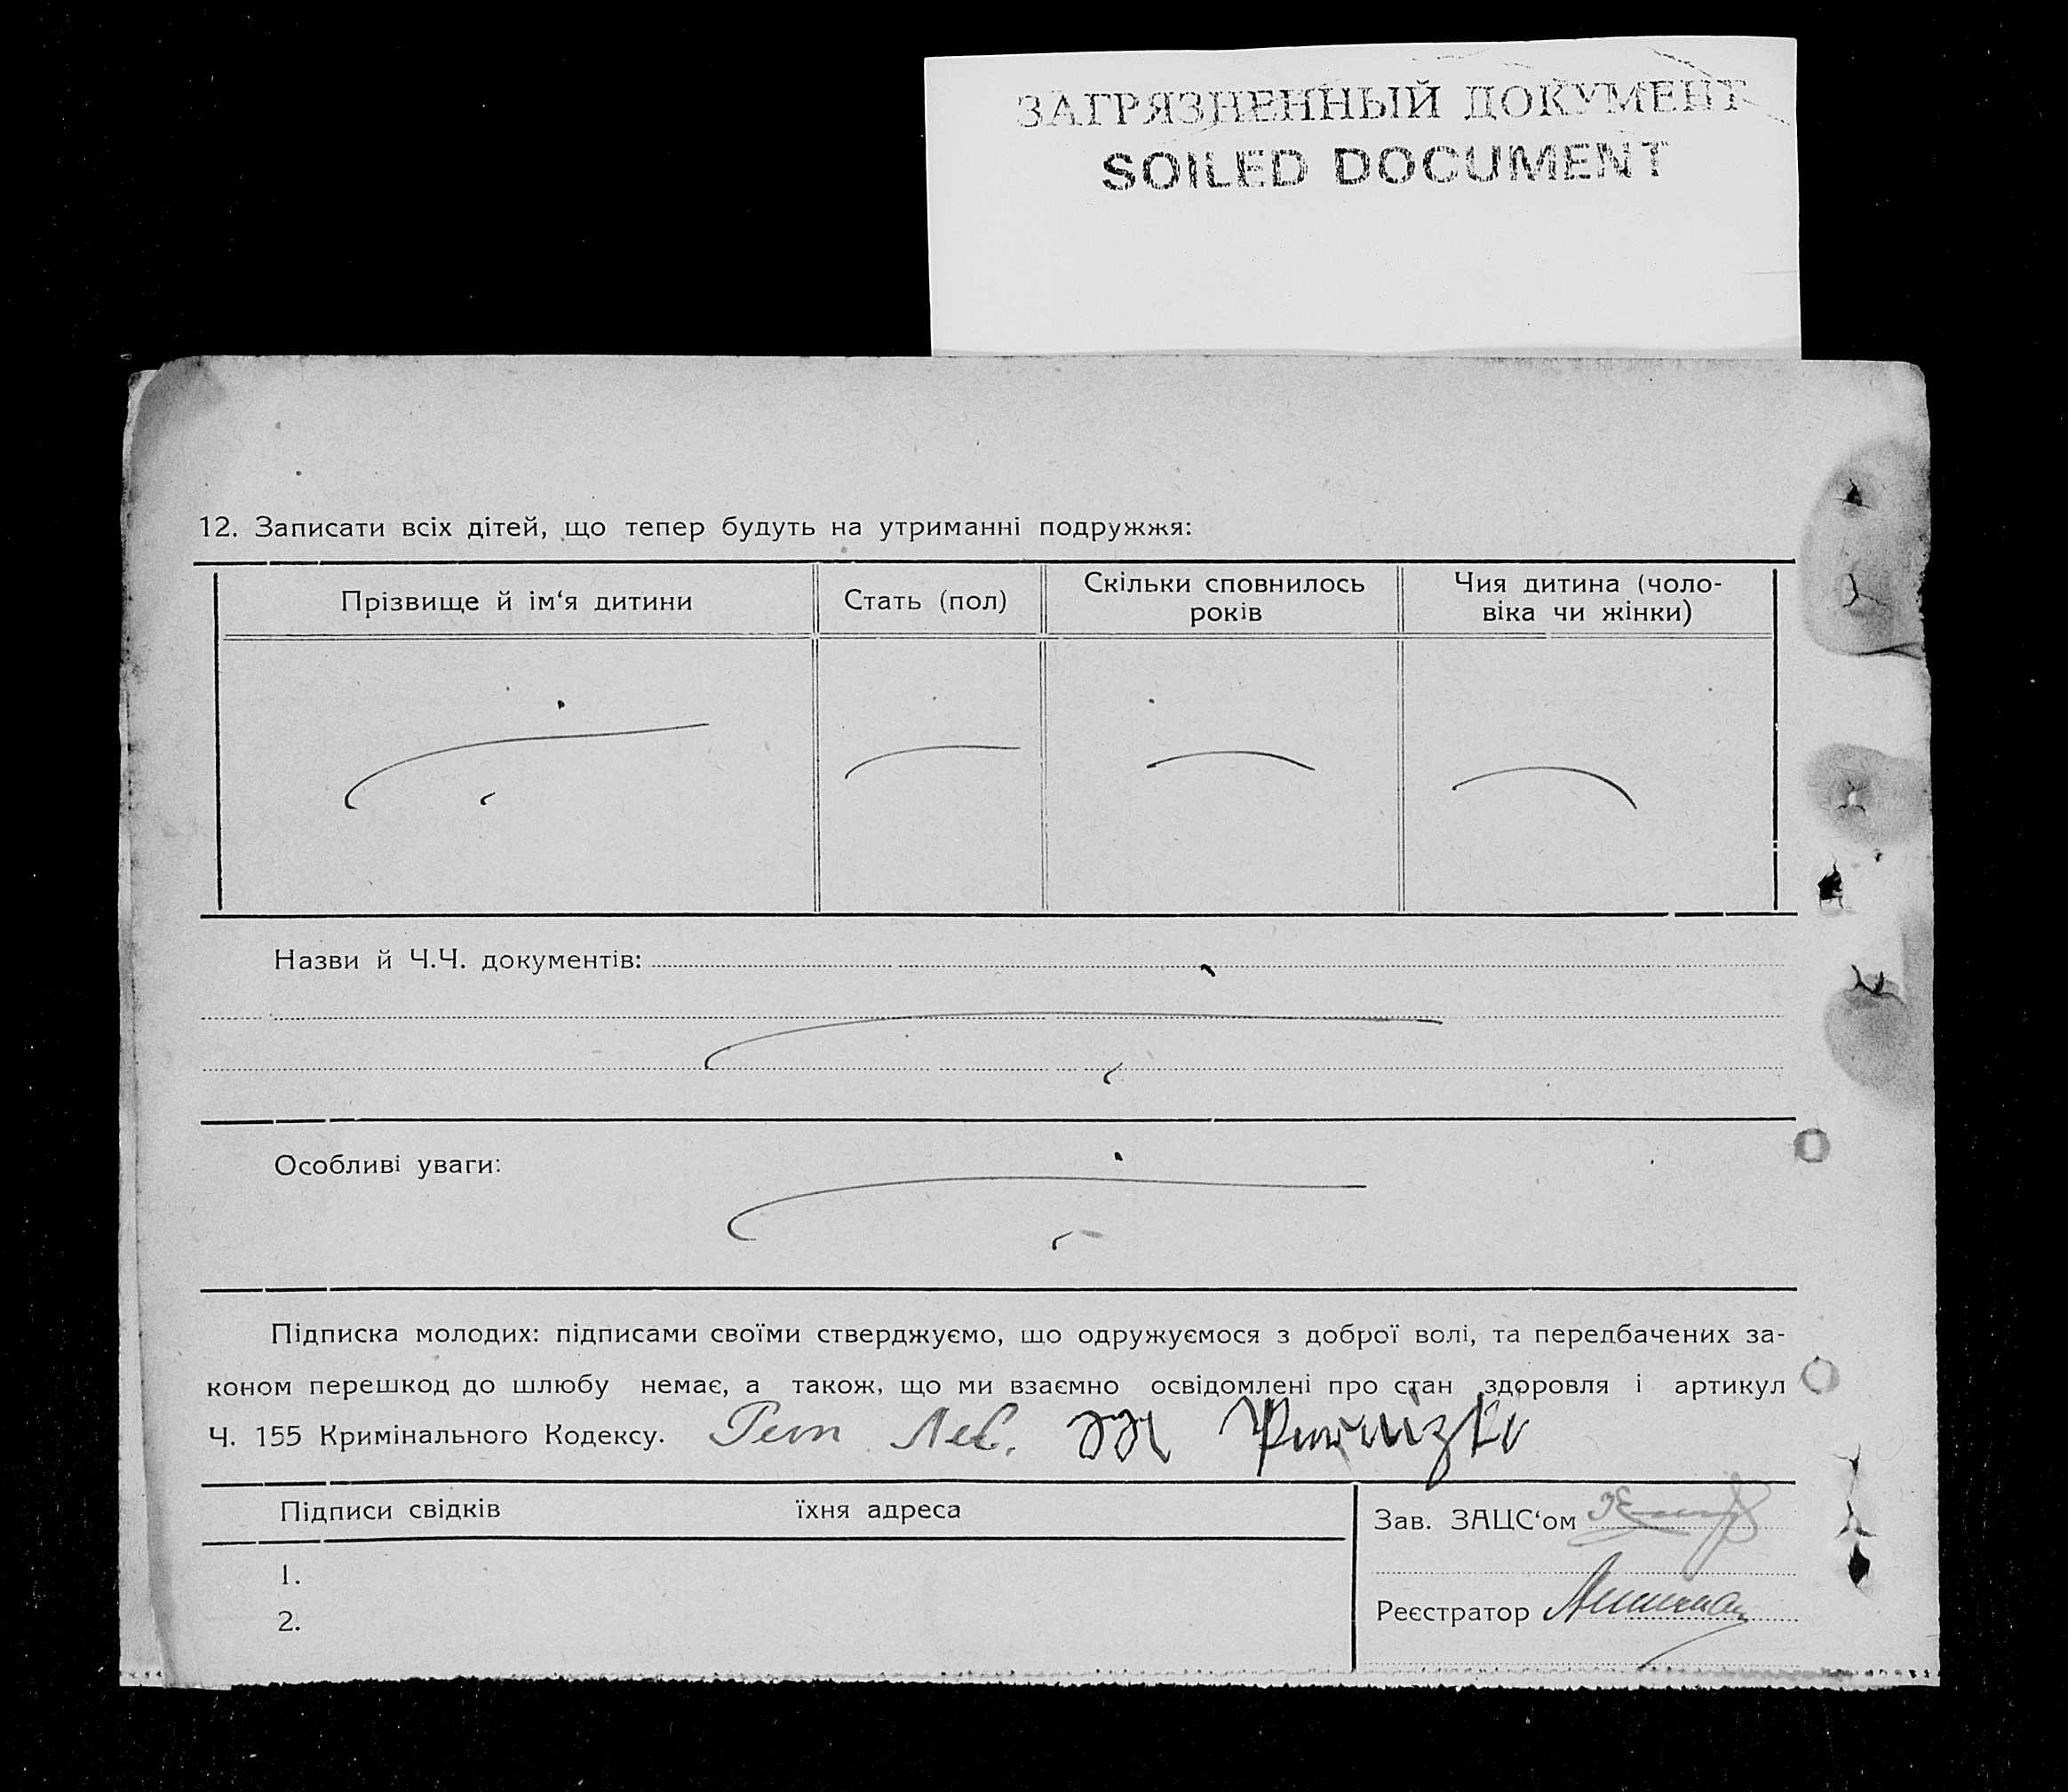 ЗАГРЯЗНЕННЫЙ ДОКУМЕНТ
SOILED DOCUMENT
12. Записати всіх дітей, що тепер будуть на утриманні подружжя:
Прізвище й ім‘я дитини
Стать (пол)
Скільки сповнилось
років
Чия дитина (чоло-
віка чи жінки)
Назви й Ч.Ч. документів:
Особливі уваги:
Підписка молодих: підписами своїми стверджуємо, що одружуємося з доброї волі, та передбачених за-
коном перешкод до шлюбу немає, а також, що ми взаємно освідомлені про стан здоровля і артикул
Ч. 155 Кримінального Кодексу.
Підписи свідків їхня адреса
1.
2.
Зав. ЗАЦС‘ом
Реєстратор